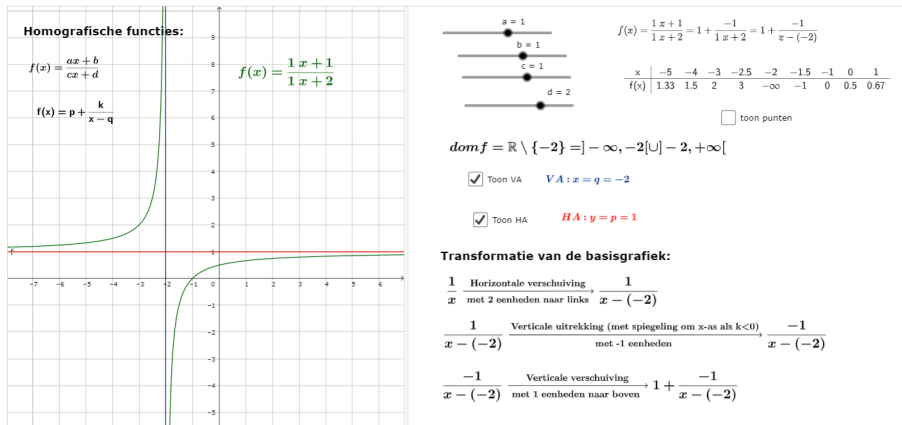 Homografische functies:
f(x) = (ax + b)/(cx + d)
f(x) = p + k/(x − q)
f(x) = (1 x + 1)/(1 x + 2)
9
8
7
6
5
4
3
2
1
f
-7 -6 -5 -4 -3 -2 -1 0 1 2 3 4 5 6
-1
-2
-3
-4
-5
a = 1
b = 1
c = 1
d = 2
f(x) = (1 x + 1)/(1 x + 2) = 1 + −1/(1 x + 2) = 1 + −1/(x − (−2))
x −5 −4 −3 −2.5 −2 −1.5 −1 0 1
f(x) 1.33 1.5 2 3 −∞ −1 0 0.5 0.67
toon punten
domf = ℝ \ {−2} =] − ∞, −2[∪] − 2, +∞[
Toon VA VA : x = q = −2
Toon HA HA : y = p = 1
Transformatie van de basisgrafiek:
1/x Horizontale verschuiving met 2 eenheden naar links 1/(x − (−2))
1/(x − (−2)) Verticale uitrekking (met spiegeling om x-as als k<0) met -1 eenheden −1/(x − (−2))
−1/(x − (−2)) Verticale verschuiving met 1 eenheden naar boven 1 + −1/(x − (−2))